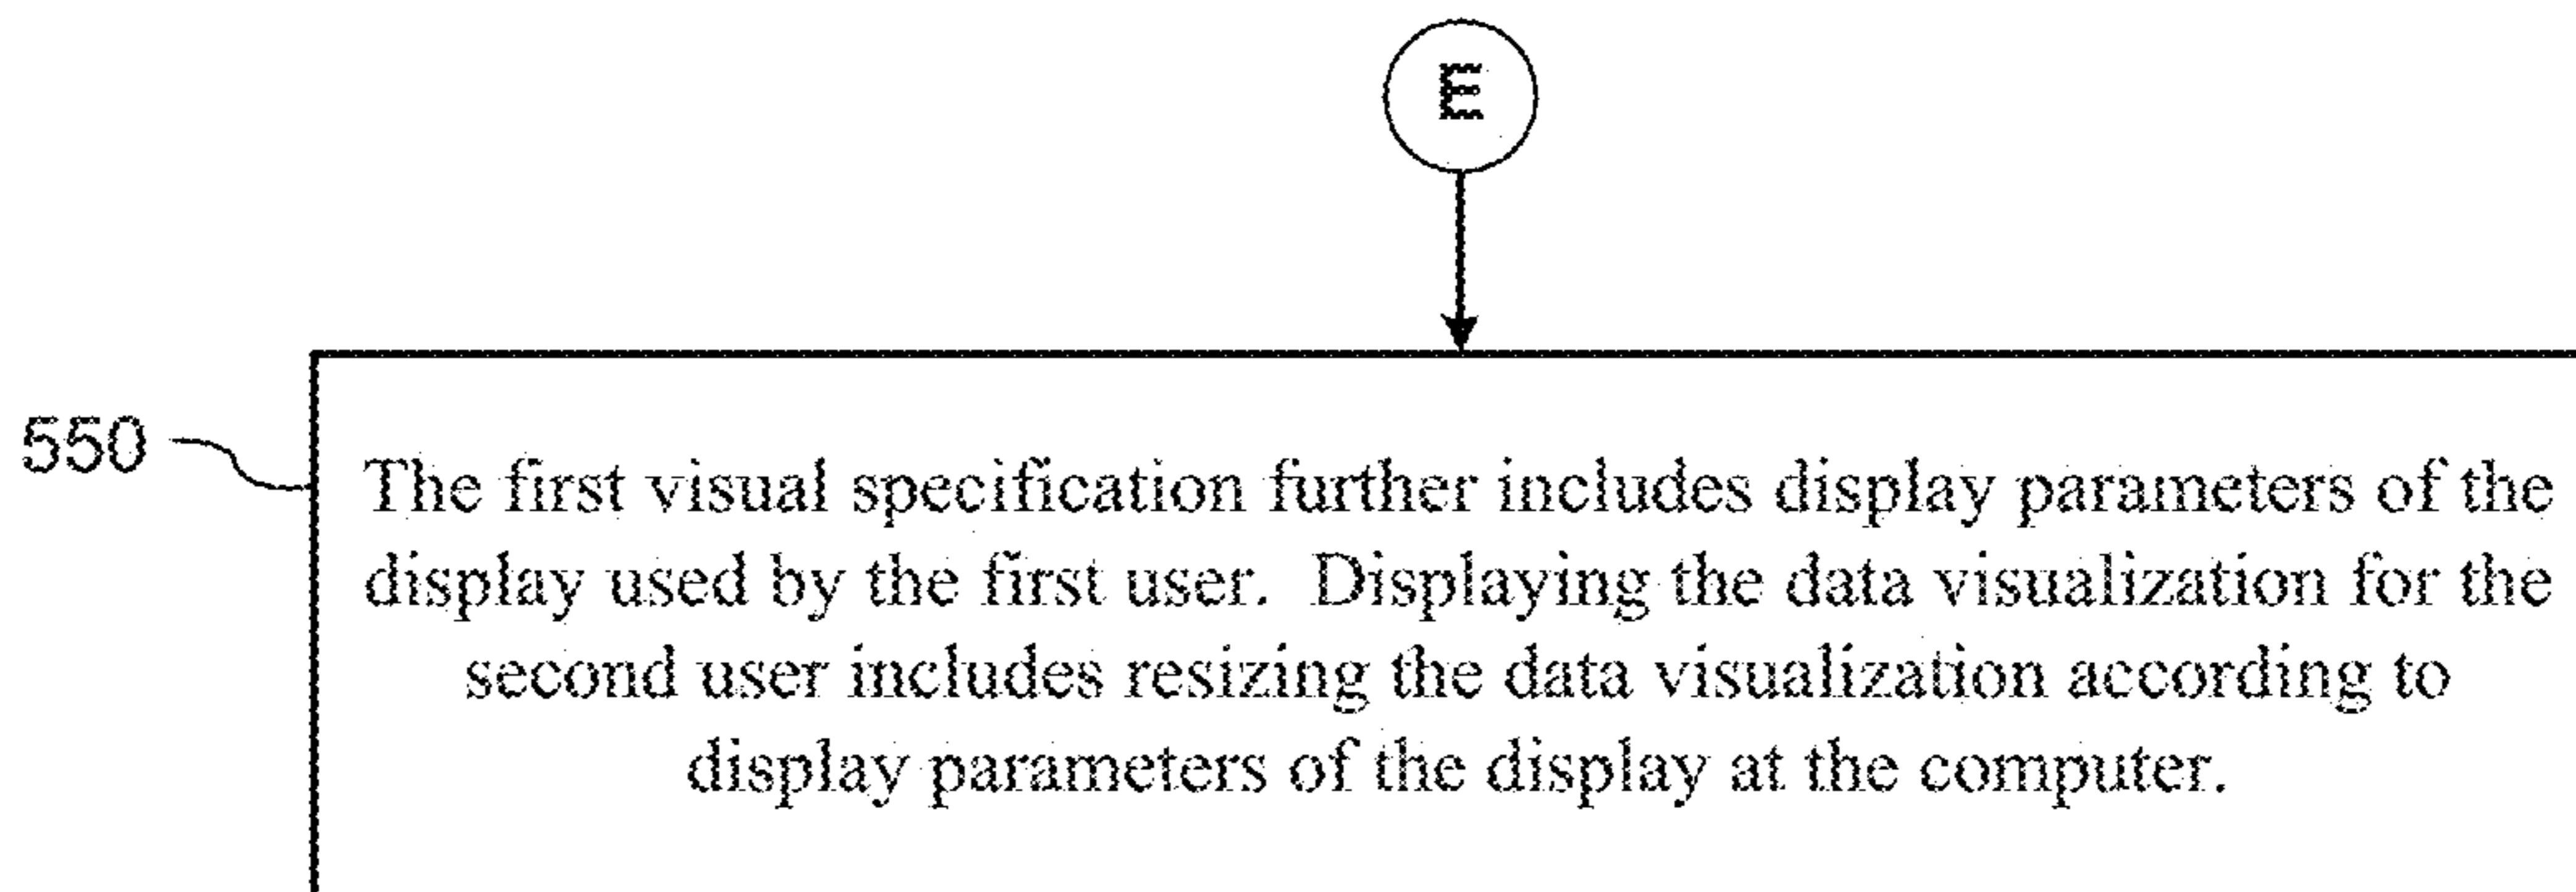 E
550
The first visual specification further includes display parameters of the
display used by the first user.  Displaying the data visualization for the
second user includes resizing the data visualization according to
display parameters of the display at the computer.